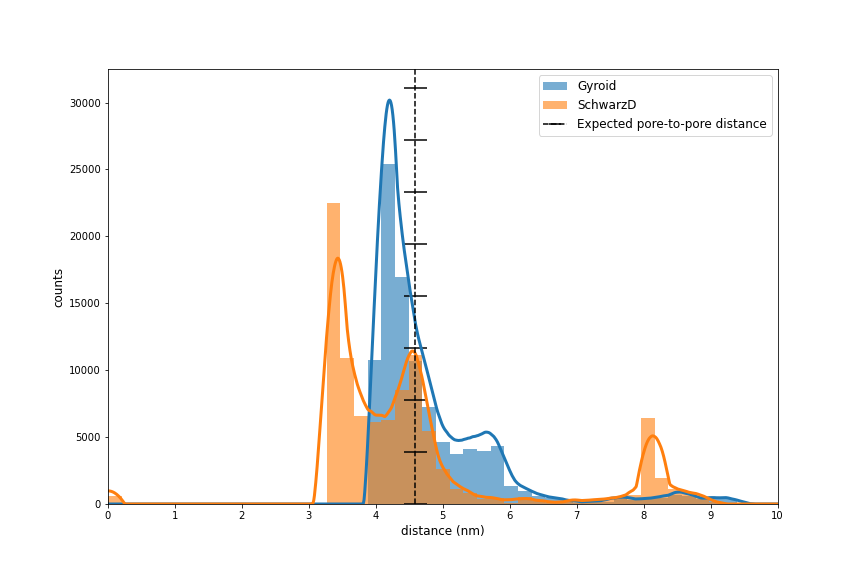 Gyroid
SchwarzD
Expected pore-to-pore distance
counts
30000
25000
20000
15000
10000
5000
0
0 1 2 3 4 5 6 7 8 9 10
distance (nm)